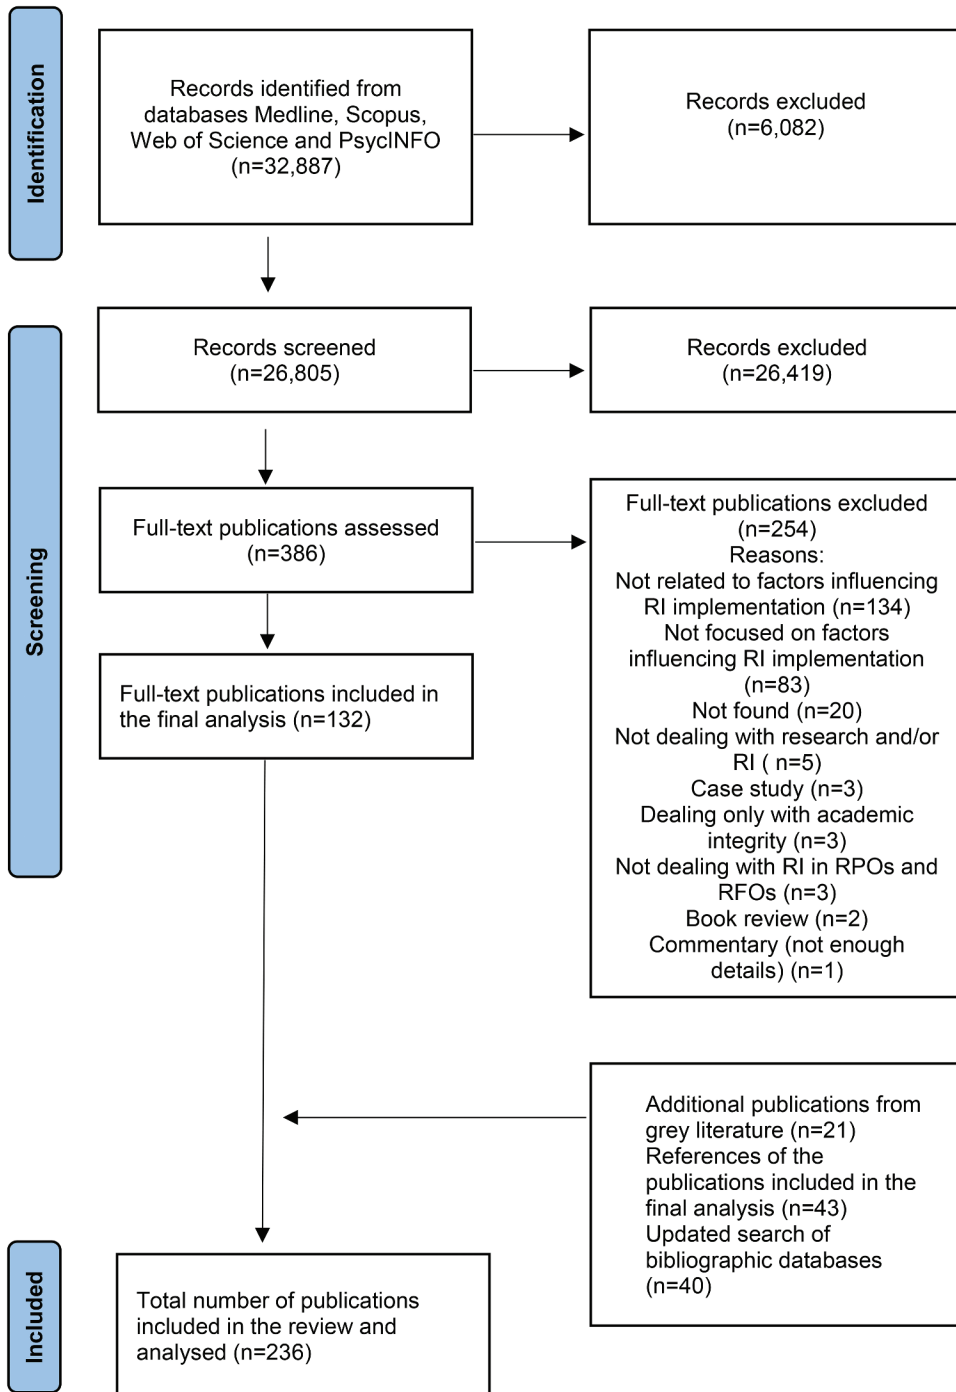 Identification
Records identified from
databases Medline, Scopus,
Web of Science and PsycINFO
(n=32,887)
Records excluded
(n=6,082)
Screening
Records screened
(n=26,805)
Records excluded
(n=26,419)
Full-text publications assessed
(n=386)
Full-text publications excluded
(n=254)
Reasons:
Not related to factors influencing
RI implementation (n=134)
Not focused on factors
influencing RI implementation
(n=83)
Not found (n=20)
Not dealing with research and/or
RI ( n=5)
Case study (n=3)
Dealing only with academic
integrity (n=3)
Not dealing with RI in RPOs and
RFOs (n=3)
Book review (n=2)
Commentary (not enough
details) (n=1)
Full-text publications included in
the final analysis (n=132)
Additional publications from
grey literature (n=21)
References of the
publications included in the
final analysis (n=43)
Updated search of
bibliographic databases
(n=40)
Included
Total number of publications
included in the review and
analysed (n=236)